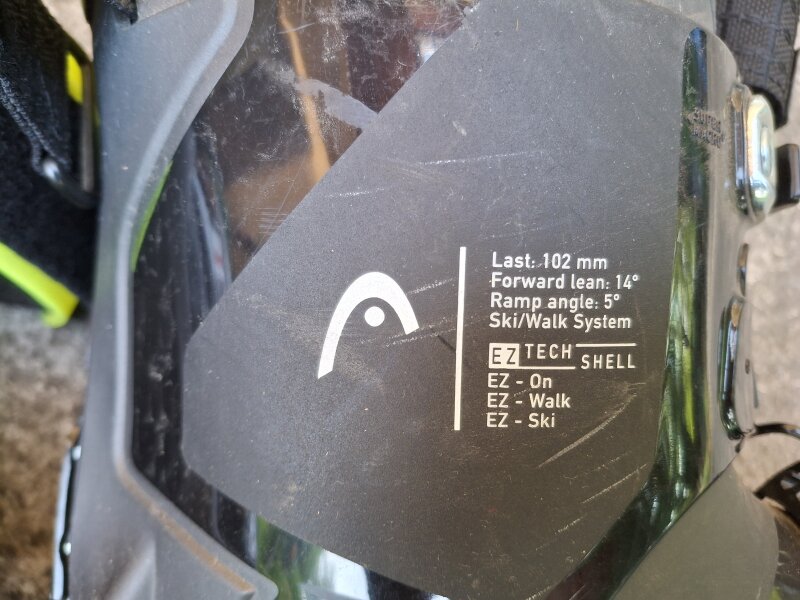 Last: 102 mm
Forward lean: 14°
Ramp angle: 5°
Ski/Walk System
EZ TECH SHELL
EZ - On
EZ - Walk
EZ - Ski